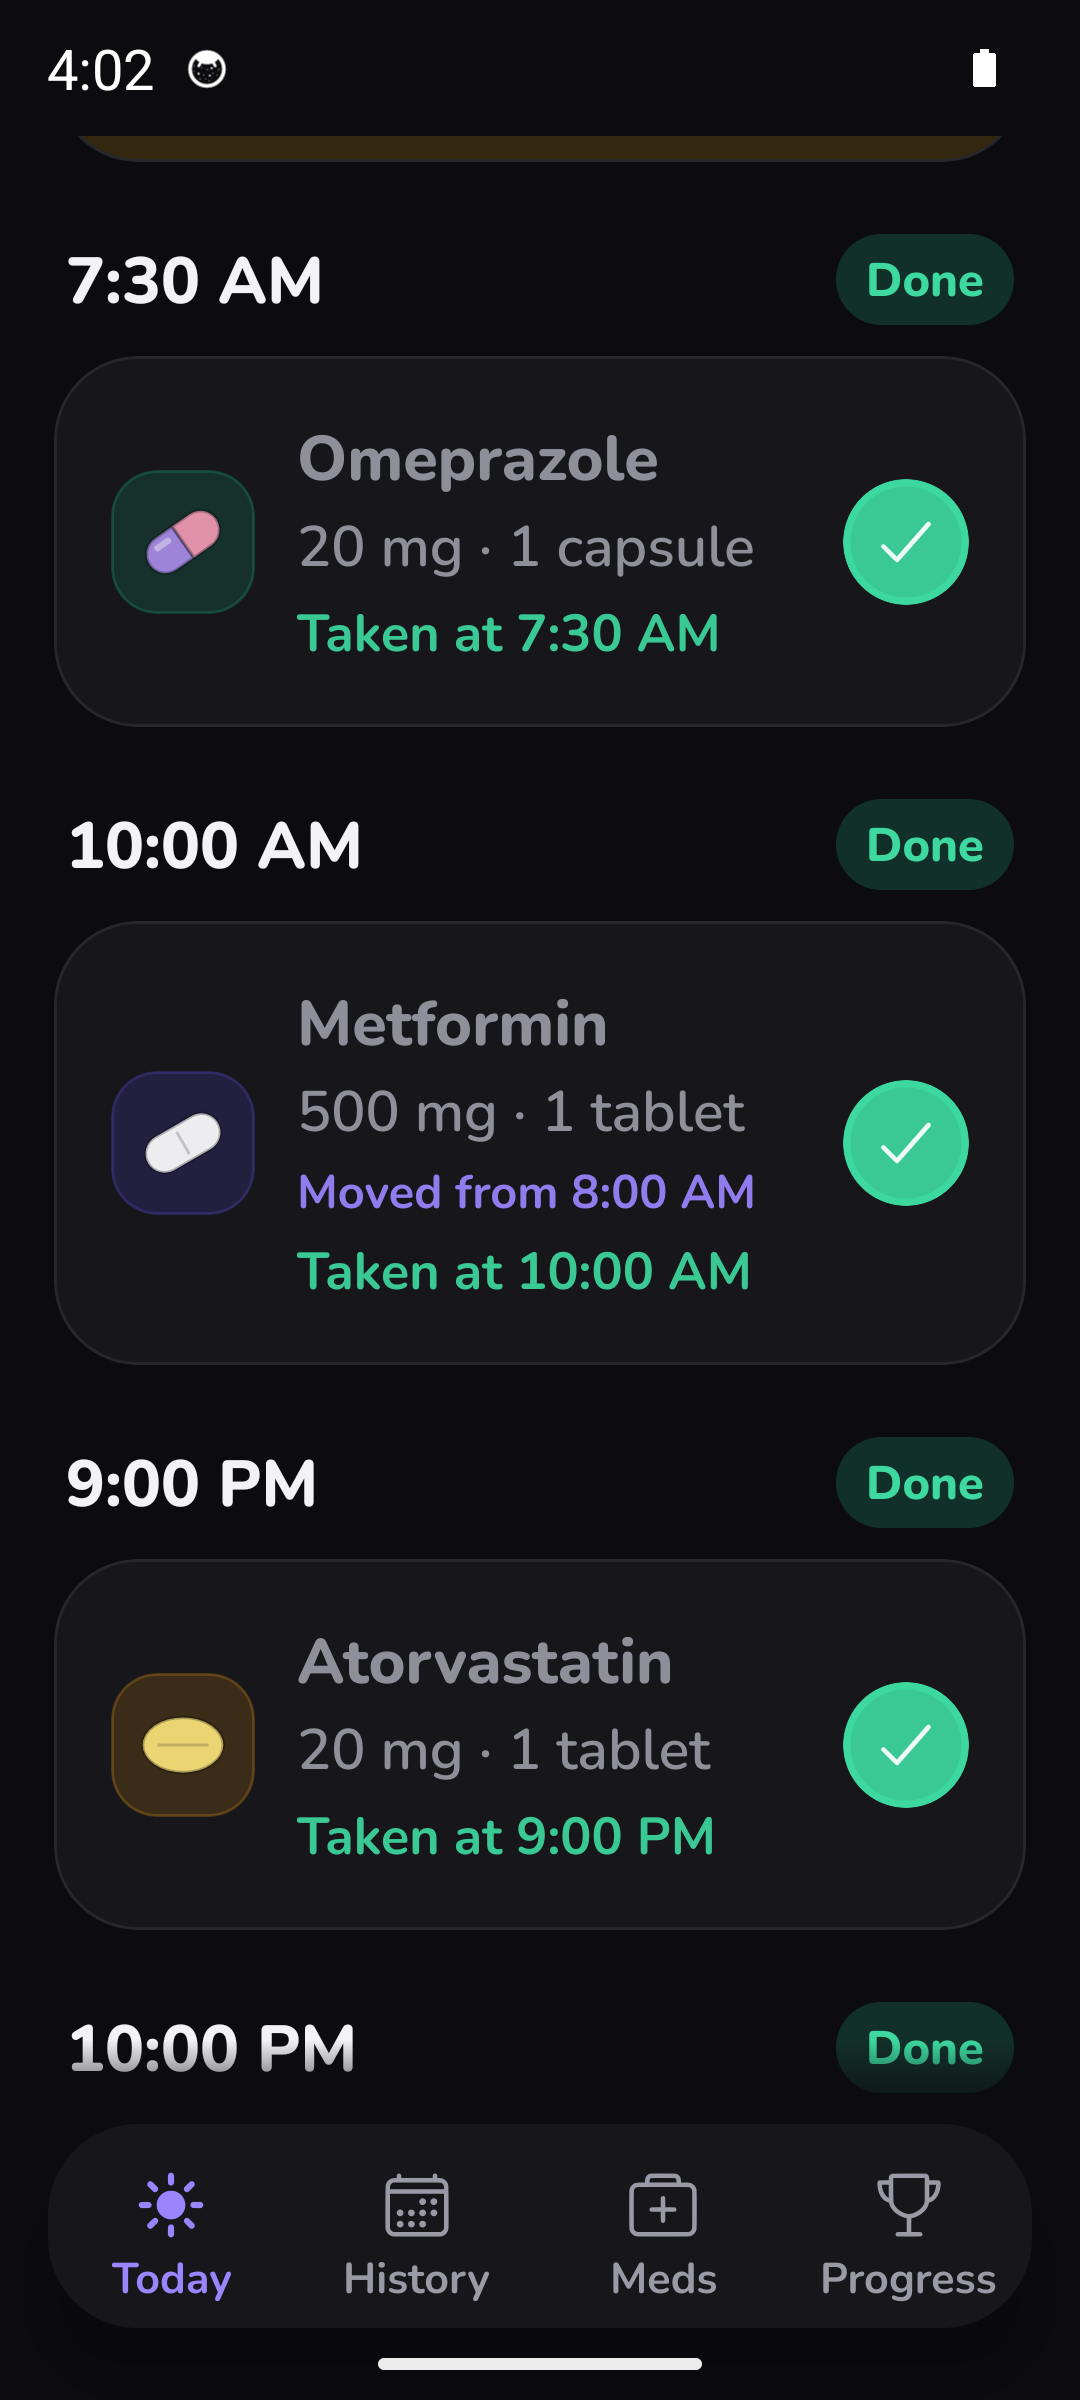 4:02
7:30 AM
Done
Omeprazole
20 mg · 1 capsule
Taken at 7:30 AM
10:00 AM
Done
Metformin
500 mg · 1 tablet
Moved from 8:00 AM
Taken at 10:00 AM
9:00 PM
Done
Atorvastatin
20 mg · 1 tablet
Taken at 9:00 PM
10:00 PM
Done
Today
History
Meds
Progress